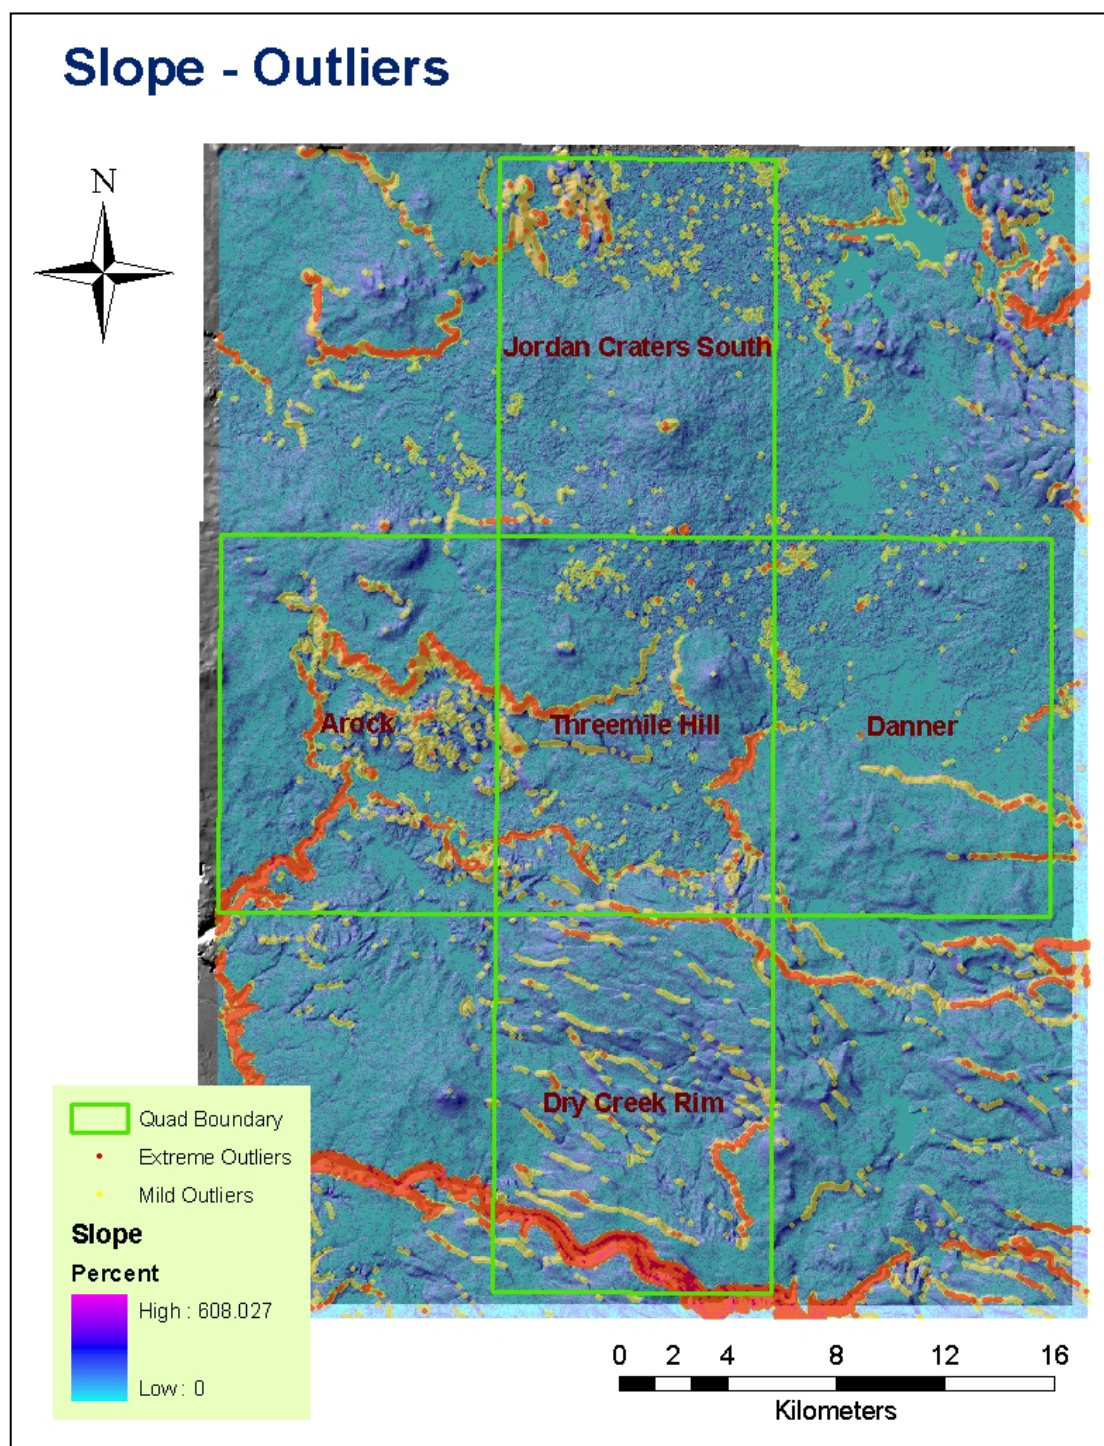 Slope - Outliers
N
Jordan Craters South
Arock
Threemile Hill
Danner
Dry Creek Rim
Quad Boundary
Extreme Outliers
Mild Outliers
Slope
Percent
High : 608.027
Low : 0
0 2 4 8 12 16
Kilometers